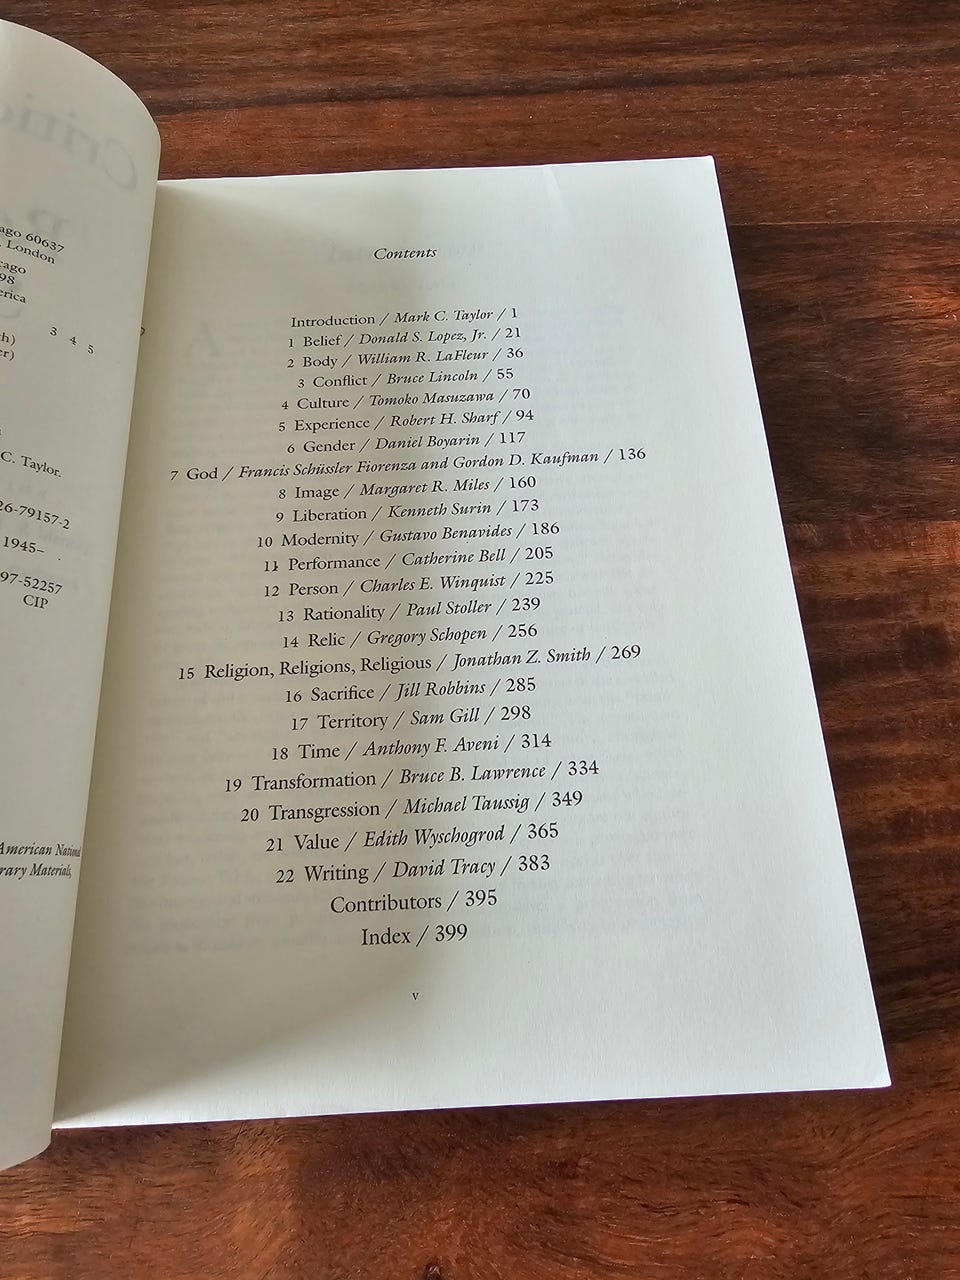 ago 60637
. London
cago
98
erica
3 4 5
h)
er)
C. Taylor.
26-79157-2
1945–
97-52257
CIP
American National
rary Materials,
Contents
Introduction / Mark C. Taylor / 1
1 Belief / Donald S. Lopez, Jr. / 21
2 Body / William R. LaFleur / 36
3 Conflict / Bruce Lincoln / 55
4 Culture / Tomoko Masuzawa / 70
5 Experience / Robert H. Sharf / 94
6 Gender / Daniel Boyarin / 117
7 God / Francis Schüssler Fiorenza and Gordon D. Kaufman / 136
8 Image / Margaret R. Miles / 160
9 Liberation / Kenneth Surin / 173
10 Modernity / Gustavo Benavides / 186
11 Performance / Catherine Bell / 205
12 Person / Charles E. Winquist / 225
13 Rationality / Paul Stoller / 239
14 Relic / Gregory Schopen / 256
15 Religion, Religions, Religious / Jonathan Z. Smith / 269
16 Sacrifice / Jill Robbins / 285
17 Territory / Sam Gill / 298
18 Time / Anthony F. Aveni / 314
19 Transformation / Bruce B. Lawrence / 334
20 Transgression / Michael Taussig / 349
21 Value / Edith Wyschogrod / 365
22 Writing / David Tracy / 383
Contributors / 395
Index / 399
v